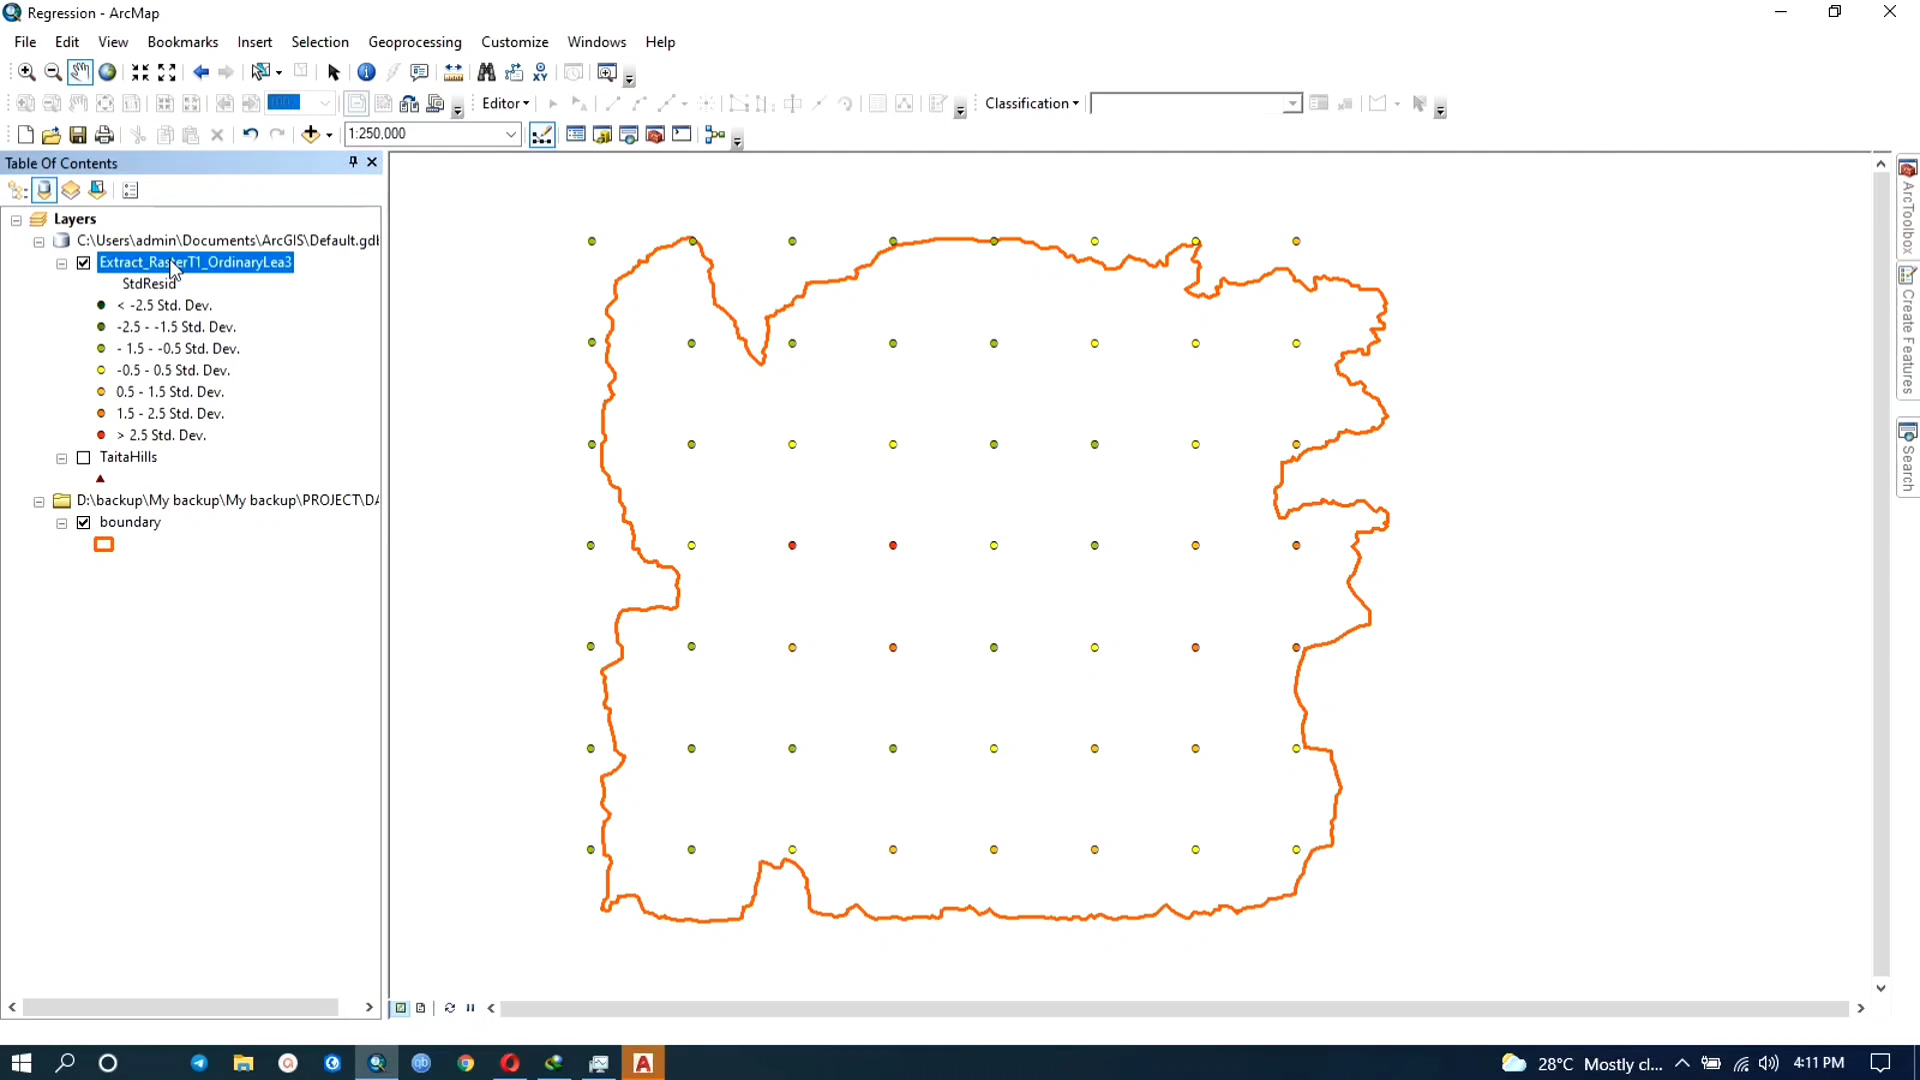 Regression - ArcMap
File Edit View Bookmarks Insert Selection Geoprocessing Customize Windows Help
Editor Classification
1:250,000
Table Of Contents
Layers
C:\Users\admin\Documents\ArcGIS\Default.gdb
Extract_RasterT1_OrdinaryLea3
StdResid
< -2.5 Std. Dev.
-2.5 - -1.5 Std. Dev.
- 1.5 - -0.5 Std. Dev.
-0.5 - 0.5 Std. Dev.
0.5 - 1.5 Std. Dev.
1.5 - 2.5 Std. Dev.
> 2.5 Std. Dev.
TaitaHills
D:\backup\My backup\My backup\PROJECT\DA
boundary
ArcToolbox
Create Features
Search
28°C Mostly cl... 4:11 PM